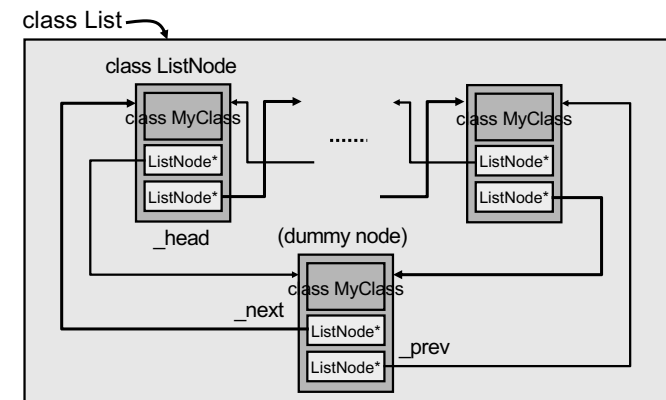 class List
class ListNode
class MyClass
class MyClass
........
ListNode*
ListNode*
ListNode*
ListNode*
_head
(dummy node)
class MyClass
_next
ListNode*
_prev
ListNode*